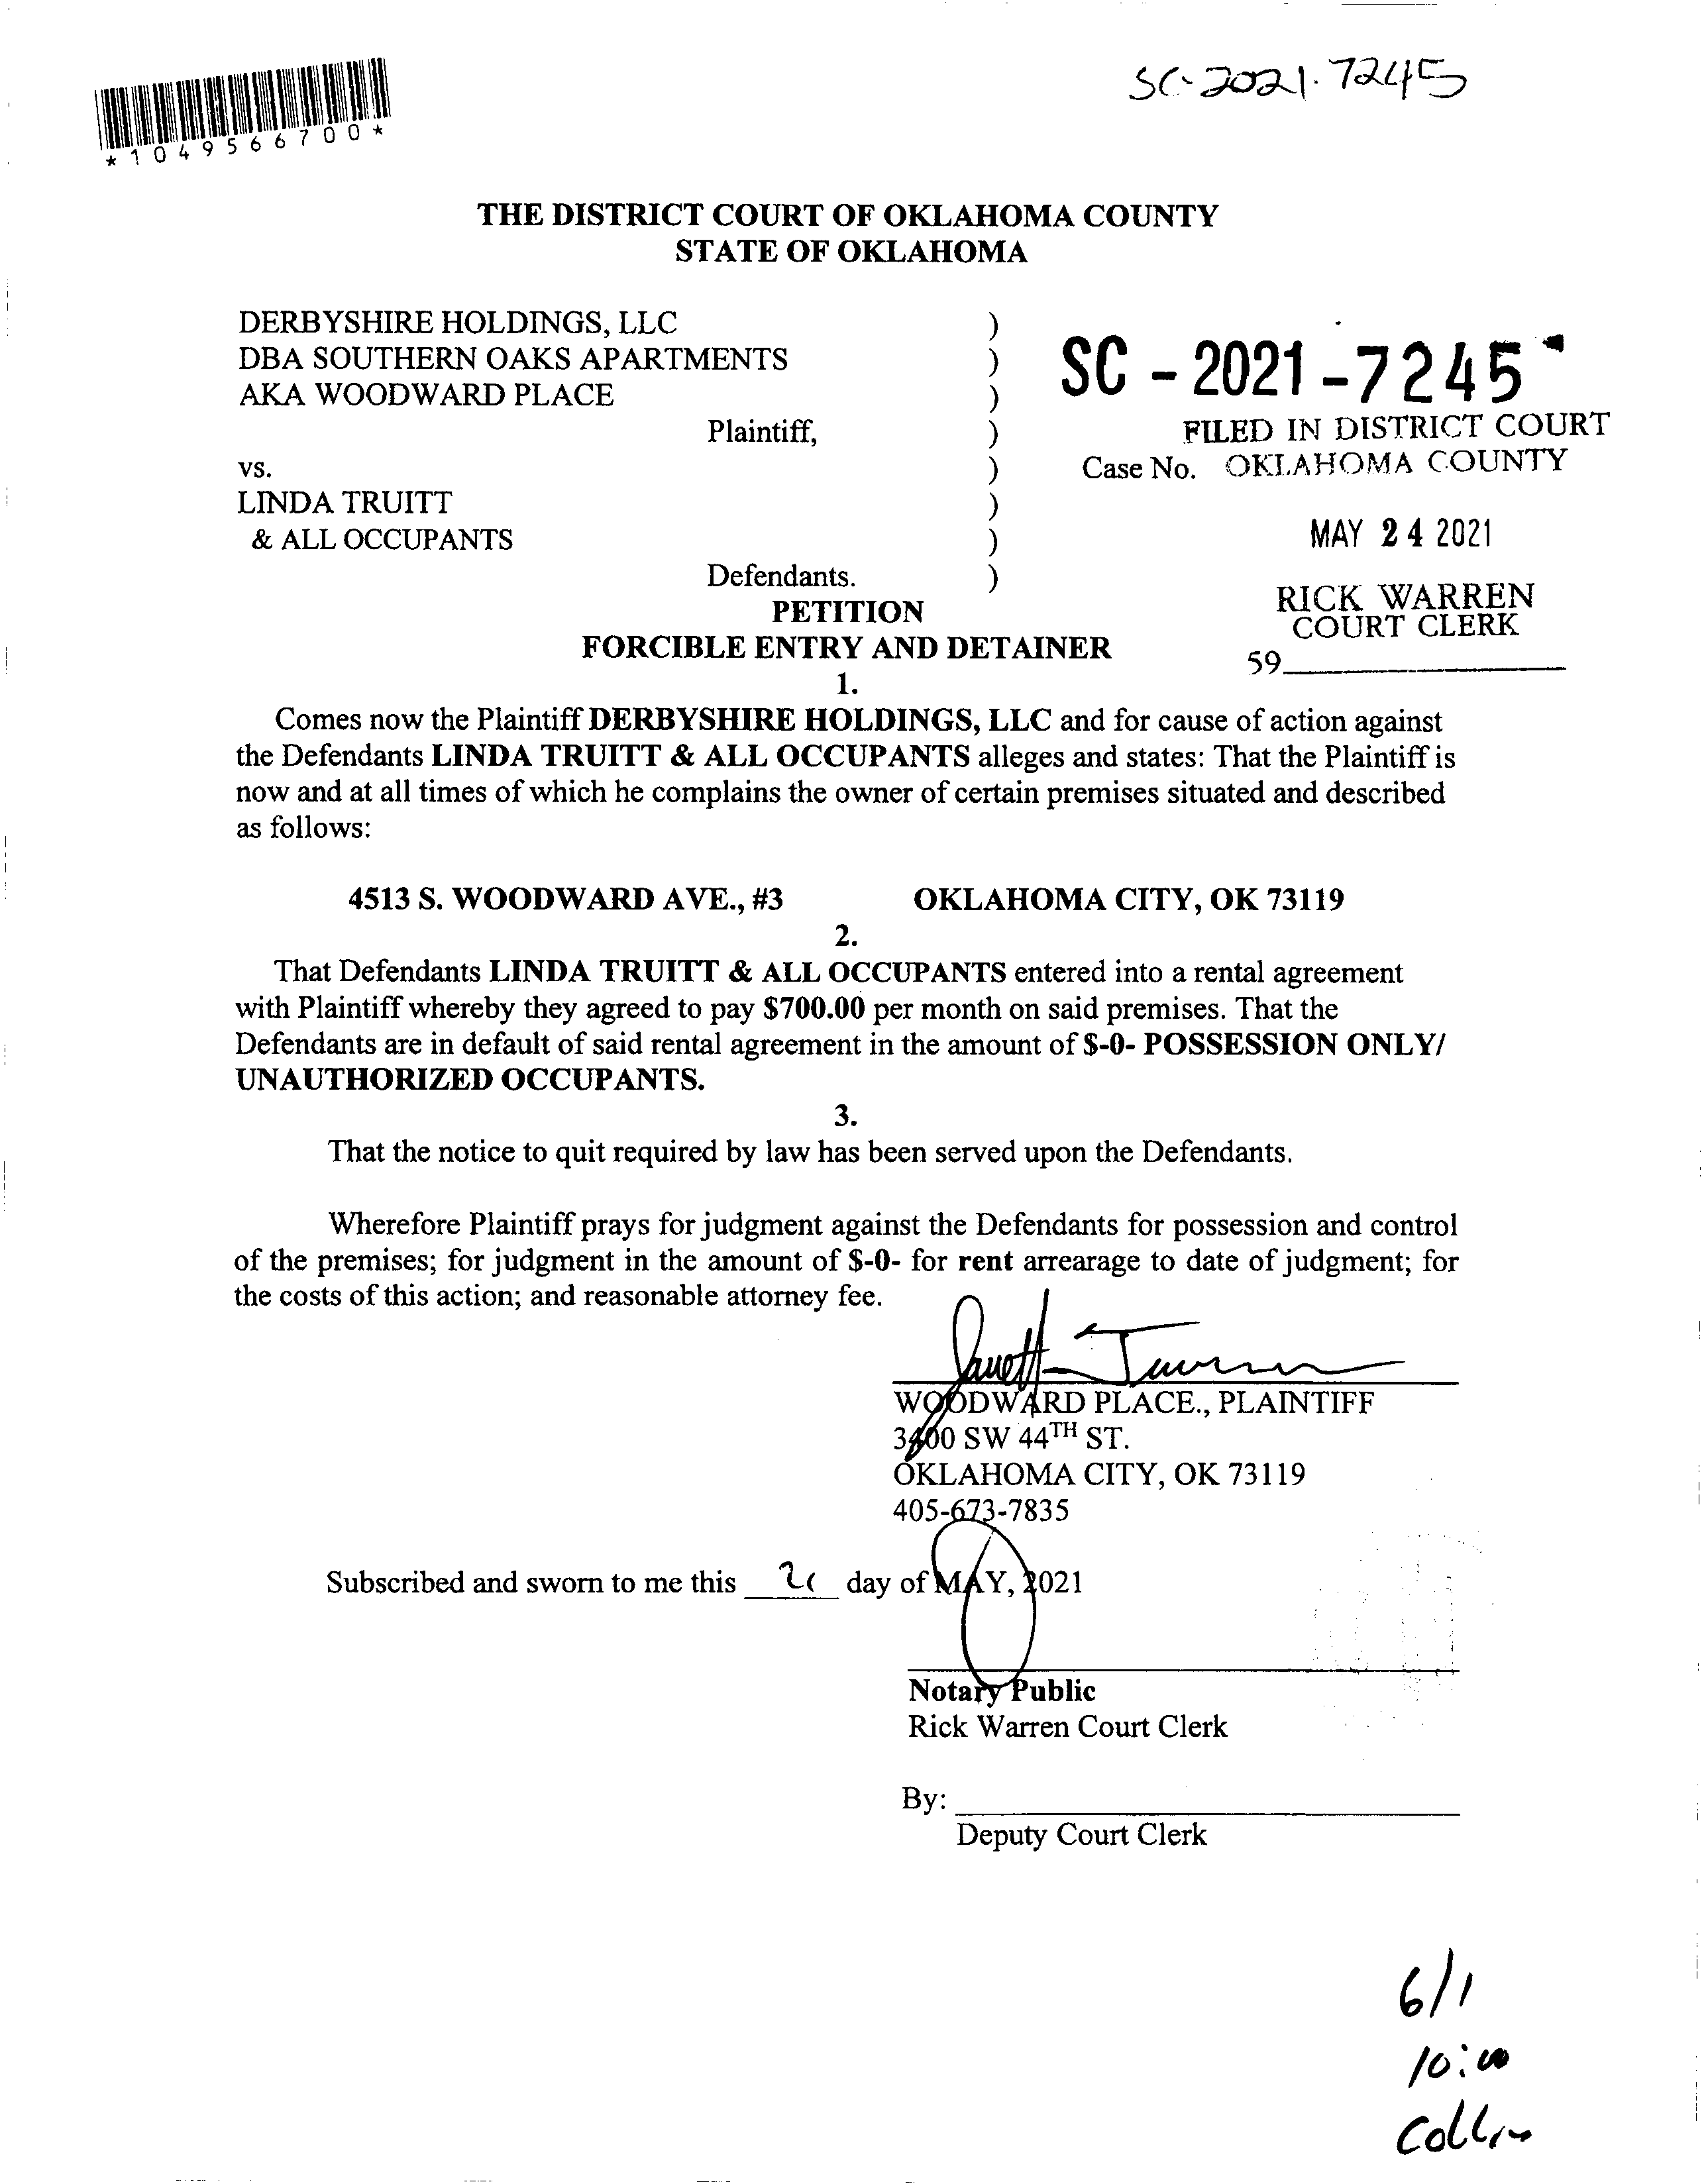 SC-2021-7245
*1049566700*
THE DISTRICT COURT OF OKLAHOMA COUNTY
STATE OF OKLAHOMA
DERBYSHIRE HOLDINGS, LLC )
DBA SOUTHERN OAKS APARTMENTS )
AKA WOODWARD PLACE )
Plaintiff, )
vs. )
LINDA TRUITT )
& ALL OCCUPANTS )
Defendants. )
SC-2021-7245
FILED IN DISTRICT COURT
Case No. OKLAHOMA COUNTY
MAY 24 2021
RICK WARREN
COURT CLERK
59
PETITION
FORCIBLE ENTRY AND DETAINER
1.
Comes now the Plaintiff DERBYSHIRE HOLDINGS, LLC and for cause of action against
the Defendants LINDA TRUITT & ALL OCCUPANTS alleges and states: That the Plaintiff is
now and at all times of which he complains the owner of certain premises situated and described
as follows:
4513 S. WOODWARD AVE., #3 OKLAHOMA CITY, OK 73119
2.
That Defendants LINDA TRUITT & ALL OCCUPANTS entered into a rental agreement
with Plaintiff whereby they agreed to pay $700.00 per month on said premises. That the
Defendants are in default of said rental agreement in the amount of $-0- POSSESSION ONLY/
UNAUTHORIZED OCCUPANTS.
3.
That the notice to quit required by law has been served upon the Defendants.
Wherefore Plaintiff prays for judgment against the Defendants for possession and control
of the premises; for judgment in the amount of $-0- for rent arrearage to date of judgment; for
the costs of this action; and reasonable attorney fee.
WOODWARD PLACE., PLAINTIFF
3400 SW 44TH ST.
OKLAHOMA CITY, OK 73119
405-673-7835
Subscribed and sworn to me this 21 day of MAY, 2021
Notary Public
Rick Warren Court Clerk
By:
Deputy Court Clerk
6/1
10:00
Collin